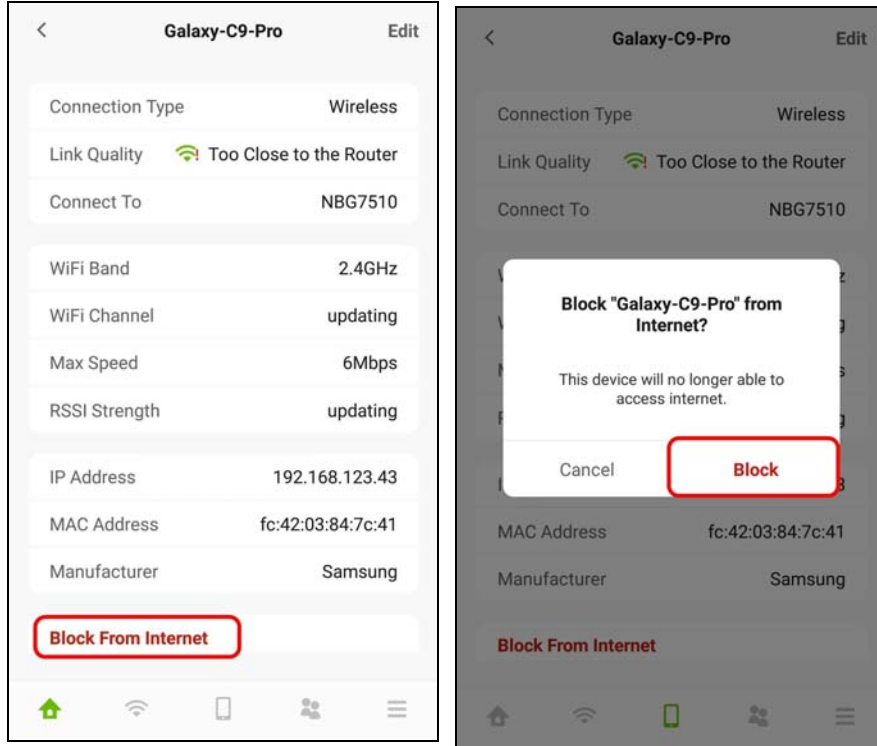 Galaxy-C9-Pro Edit
Connection Type Wireless
Link Quality Too Close to the Router
Connect To NBG7510
WiFi Band 2.4GHz
WiFi Channel updating
Max Speed 6Mbps
RSSI Strength updating
IP Address 192.168.123.43
MAC Address fc:42:03:84:7c:41
Manufacturer Samsung
Block From Internet
Galaxy-C9-Pro Edit
Connection Type Wireless
Link Quality Too Close to the Router
Connect To NBG7510
Block "Galaxy-C9-Pro" from
Internet?
This device will no longer able to
access internet.
Cancel Block
MAC Address fc:42:03:84:7c:41
Manufacturer Samsung
Block From Internet